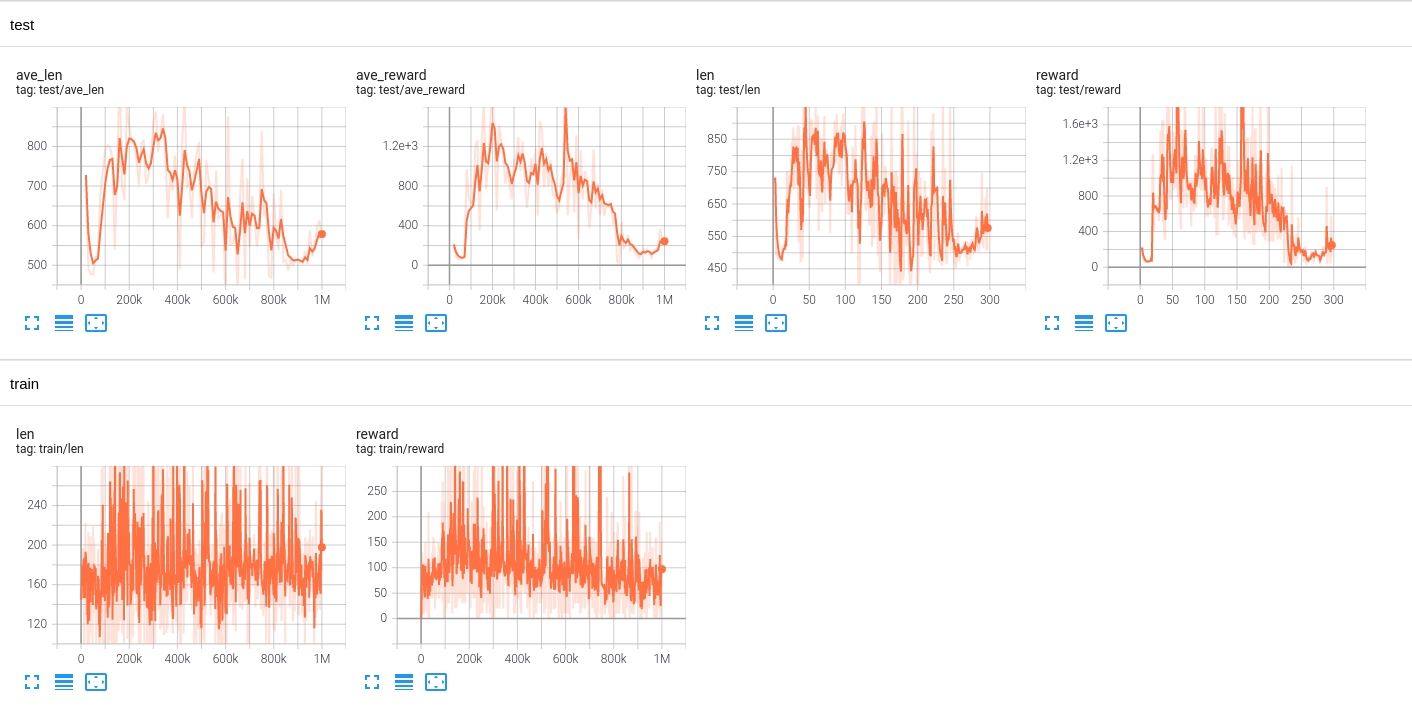 test
ave_len
tag: test/ave_len
800
700
600
500
0 200k 400k 600k 800k 1M
ave_reward
tag: test/ave_reward
1.2e+3
800
400
0
0 200k 400k 600k 800k 1M
len
tag: test/len
850
750
650
550
450
0 50 100 150 200 250 300
reward
tag: test/reward
1.6e+3
1.2e+3
800
400
0
0 50 100 150 200 250 300
train
len
tag: train/len
240
200
160
120
0 200k 400k 600k 800k 1M
reward
tag: train/reward
250
200
150
100
50
0
0 200k 400k 600k 800k 1M